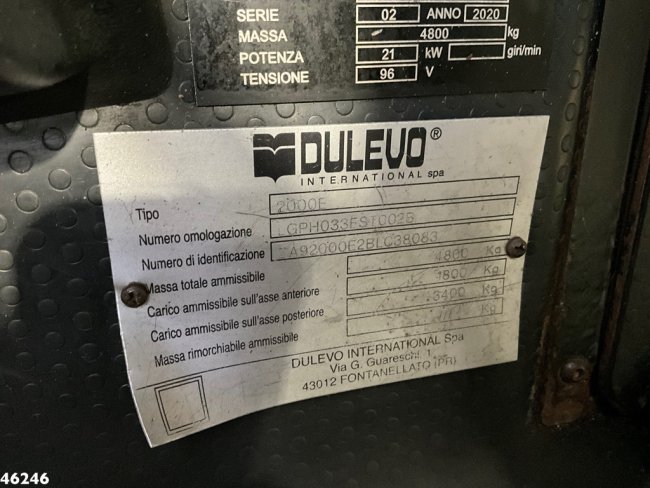 SERIE 02 ANNO 2020
MASSA 4800 kg
POTENZA 21 kW giri/min
TENSIONE 96 V
DULEVO®
INTERNATIONAL spa
Tipo 2000E
Numero omologazione
Numero di identificazione
Massa totale ammissibile 4800 Kg
Carico ammissibile sull'asse anteriore 1800 Kg
Carico ammissibile sull'asse posteriore 3400 Kg
Massa rimorchiabile ammissibile Kg
DULEVO INTERNATIONAL Spa
Via G. Guareschi 1
43012 FONTANELLATO (PR)
46246